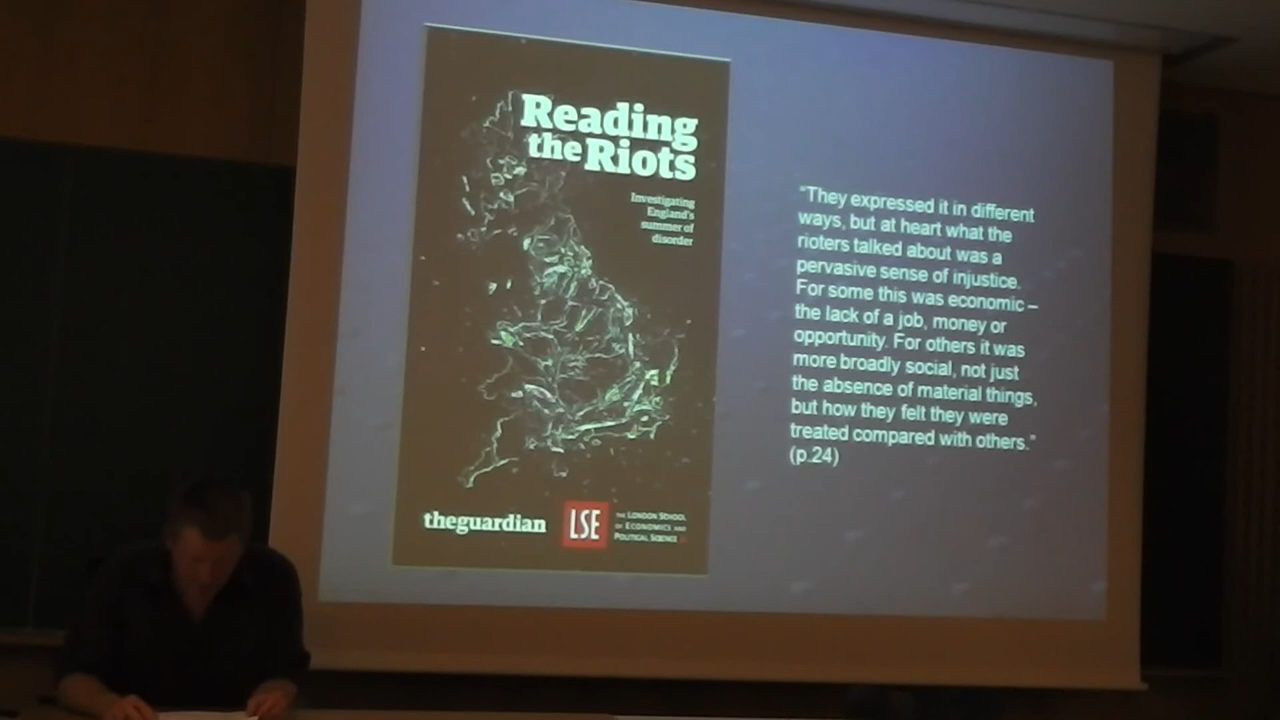 Reading
the Riots
Investigating
England's
summer of
disorder
theguardian
LSE
THE LONDON SCHOOL
OF ECONOMICS AND
POLITICAL SCIENCE
"They expressed it in different
ways, but at heart what the
rioters talked about was a
pervasive sense of injustice.
For some this was economic –
the lack of a job, money or
opportunity. For others it was
more broadly social, not just
the absence of material things,
but how they felt they were
treated compared with others."
(p.24)